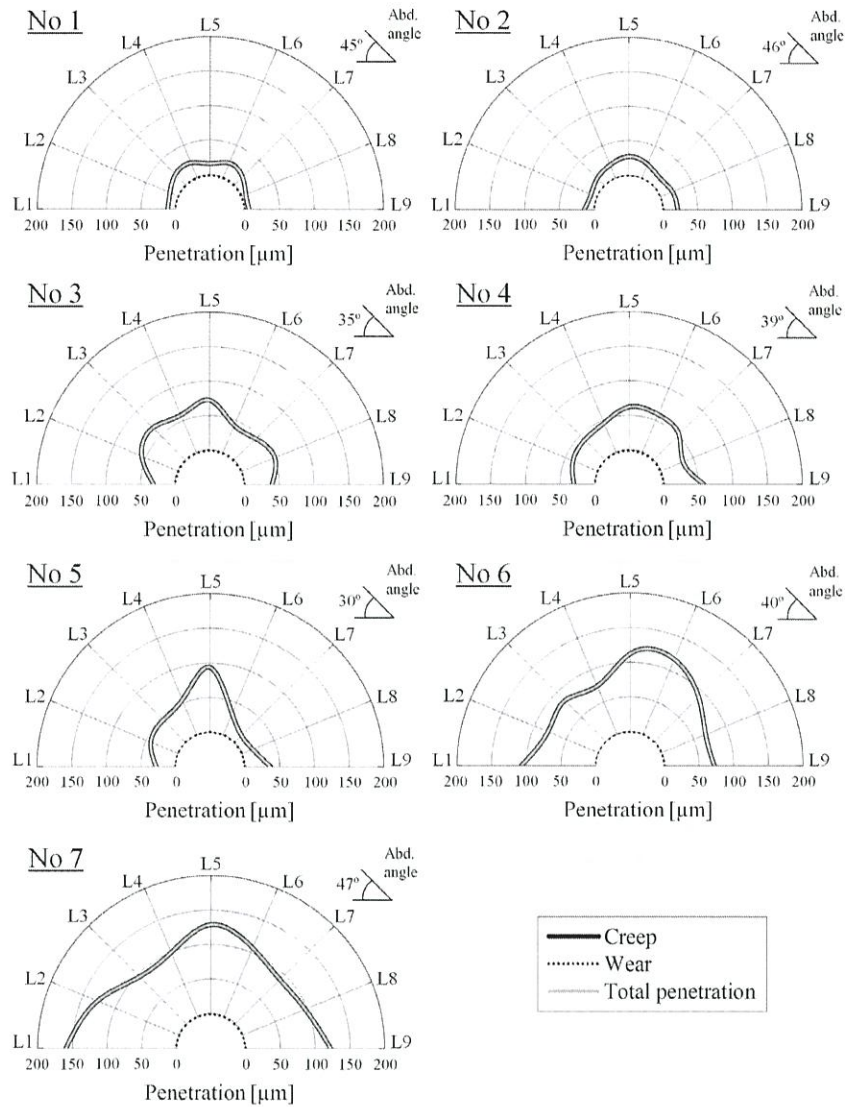 No 1
L5
Abd. angle
45°
L4
L6
L3
L7
L2
L8
L1
L9
200 150 100 50 0 0 50 100 150 200
Penetration [µm]
No 2
L5
Abd. angle
46°
L4
L6
L3
L7
L2
L8
L1
L9
200 150 100 50 0 0 50 100 150 200
Penetration [µm]
No 3
L5
Abd. angle
35°
L4
L6
L3
L7
L2
L8
L1
L9
200 150 100 50 0 0 50 100 150 200
Penetration [µm]
No 4
L5
Abd. angle
39°
L4
L6
L3
L7
L2
L8
L1
L9
200 150 100 50 0 0 50 100 150 200
Penetration [µm]
No 5
L5
Abd. angle
30°
L4
L6
L3
L7
L2
L8
L1
L9
200 150 100 50 0 0 50 100 150 200
Penetration [µm]
No 6
L5
Abd. angle
40°
L4
L6
L3
L7
L2
L8
L1
L9
200 150 100 50 0 0 50 100 150 200
Penetration [µm]
No 7
L5
Abd. angle
47°
L4
L6
L3
L7
L2
L8
L1
L9
200 150 100 50 0 0 50 100 150 200
Penetration [µm]
Creep
Wear
Total penetration